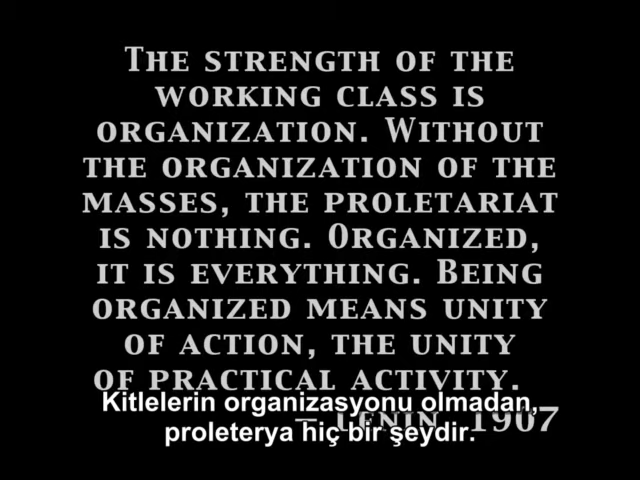 THE STRENGTH OF THE
WORKING CLASS IS
ORGANIZATION. WITHOUT
THE ORGANIZATION OF THE
MASSES, THE PROLETARIAT
IS NOTHING. ORGANIZED,
IT IS EVERYTHING. BEING
ORGANIZED MEANS UNITY
OF ACTION, THE UNITY
OF PRACTICAL ACTIVITY.
– LENIN, 1907
Kitlelerin organizasyonu olmadan,
proleterya hiç bir şeydir.